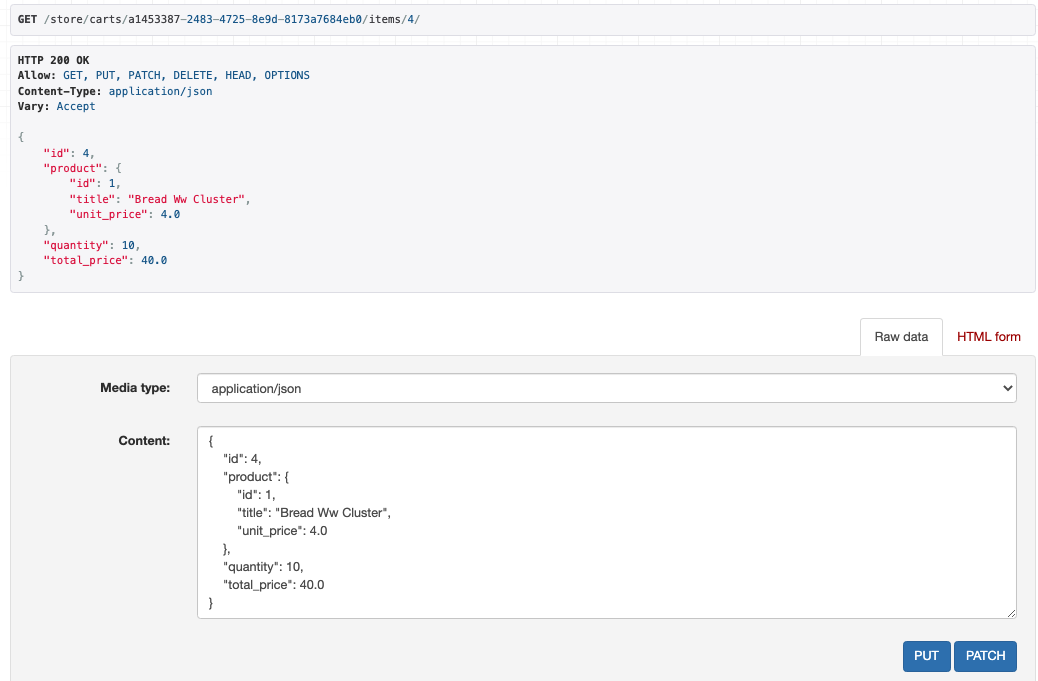 GET /store/carts/a1453387-2483-4725-8e9d-8173a7684eb0/items/4/
HTTP 200 OK
Allow: GET, PUT, PATCH, DELETE, HEAD, OPTIONS
Content-Type: application/json
Vary: Accept
{
    "id": 4,
    "product": {
        "id": 1,
        "title": "Bread Ww Cluster",
        "unit_price": 4.0
    },
    "quantity": 10,
    "total_price": 40.0
}
Raw data HTML form
Media type: application/json
Content:
{
    "id": 4,
    "product": {
        "id": 1,
        "title": "Bread Ww Cluster",
        "unit_price": 4.0
    },
    "quantity": 10,
    "total_price": 40.0
}
PUT PATCH